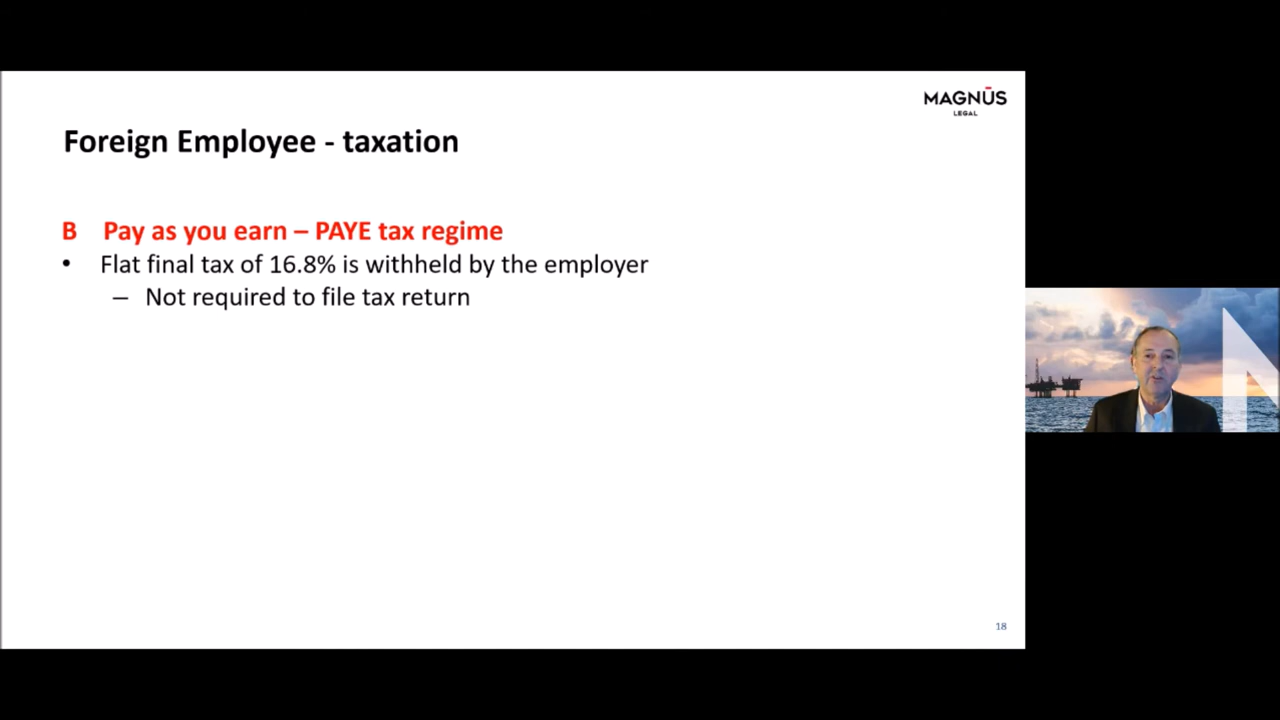 MAGNŪS
LEGAL
Foreign Employee - taxation
B Pay as you earn – PAYE tax regime
• Flat final tax of 16.8% is withheld by the employer
– Not required to file tax return
18